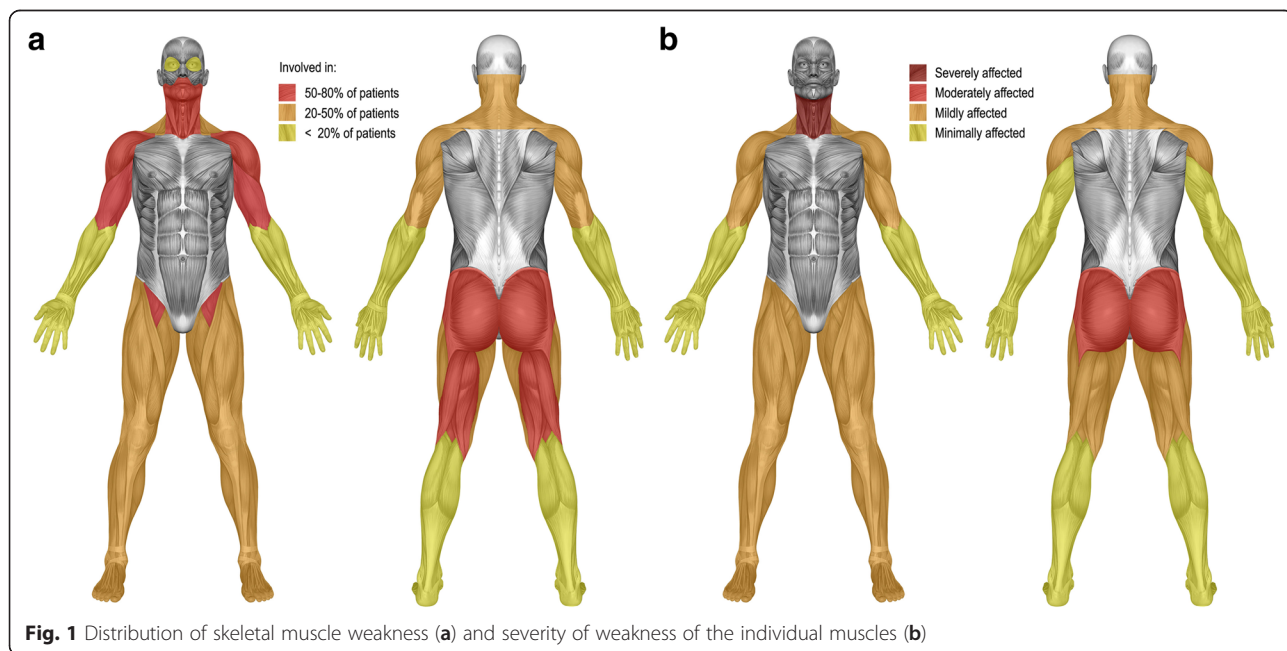 a
Involved in:
50-80% of patients
20-50% of patients
< 20% of patients
b
Severely affected
Moderately affected
Mildly affected
Minimally affected
Fig. 1 Distribution of skeletal muscle weakness (a) and severity of weakness of the individual muscles (b)